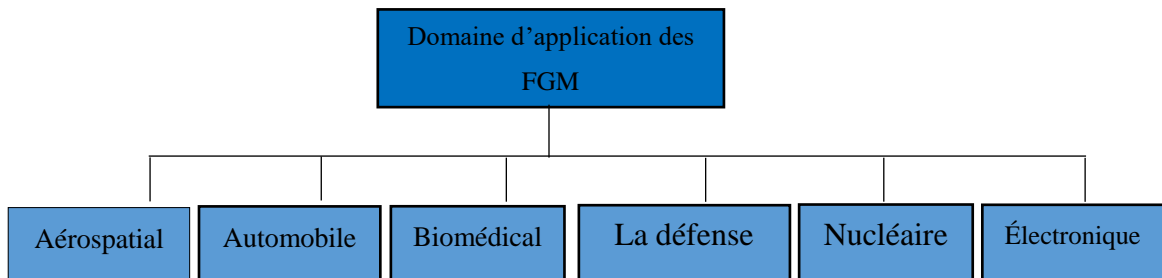 Domaine d’application des
FGM
Aérospatial
Automobile
Biomédical
La défense
Nucléaire
Électronique